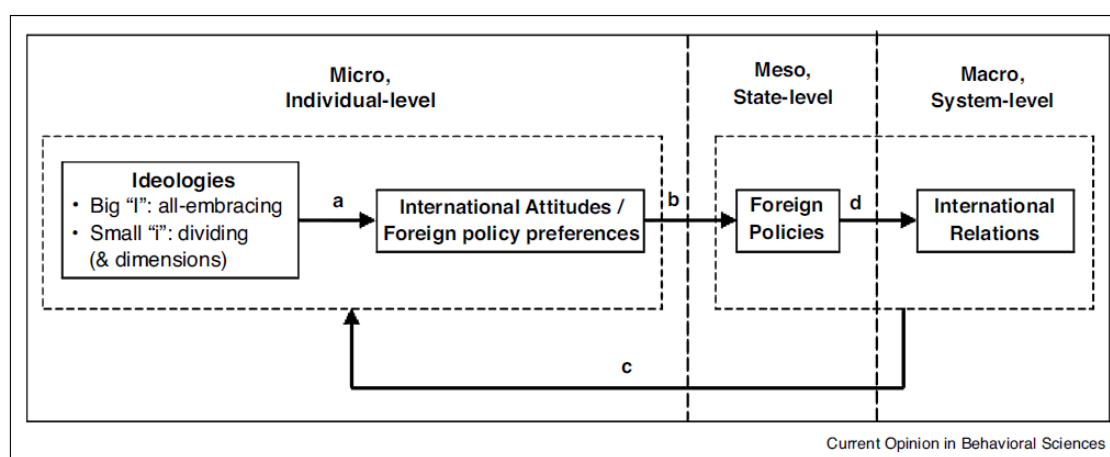 Micro,
Individual-level
Meso,
State-level
Macro,
System-level
Ideologies
• Big “I”: all-embracing
• Small “i”: dividing
(& dimensions)
a
International Attitudes /
Foreign policy preferences
b
Foreign
Policies
d
International
Relations
c
Current Opinion in Behavioral Sciences